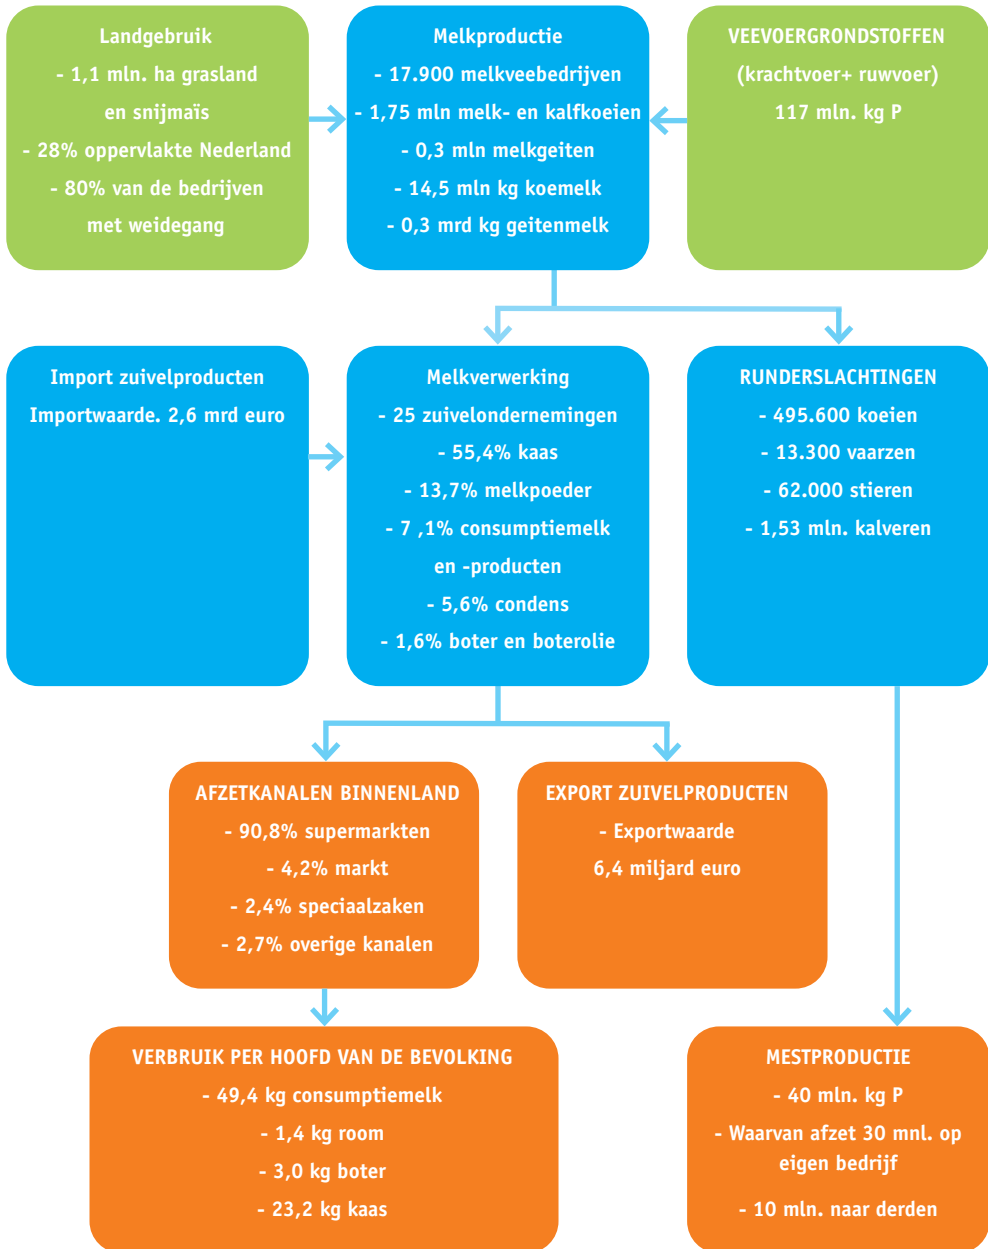 Landgebruik
- 1,1 mln. ha grasland
en snijmaïs
- 28% oppervlakte Nederland
- 80% van de bedrijven
met weidegang
Melkproductie
- 17.900 melkveebedrijven
- 1,75 mln melk- en kalfkoeien
- 0,3 mln melkgeiten
- 14,5 mln kg koemelk
- 0,3 mrd kg geitenmelk
VEEVOERGRONDSTOFFEN
(krachtvoer+ ruwvoer)
117 mln. kg P
Import zuivelproducten
Importwaarde. 2,6 mrd euro
Melkverwerking
- 25 zuivelondernemingen
- 55,4% kaas
- 13,7% melkpoeder
- 7 ,1% consumptiemelk
en -producten
- 5,6% condens
- 1,6% boter en boterolie
RUNDERSLACHTINGEN
- 495.600 koeien
- 13.300 vaarzen
- 62.000 stieren
- 1,53 mln. kalveren
AFZETKANALEN BINNENLAND
- 90,8% supermarkten
- 4,2% markt
- 2,4% speciaalzaken
- 2,7% overige kanalen
EXPORT ZUIVELPRODUCTEN
- Exportwaarde
6,4 miljard euro
VERBRUIK PER HOOFD VAN DE BEVOLKING
- 49,4 kg consumptiemelk
- 1,4 kg room
- 3,0 kg boter
- 23,2 kg kaas
MESTPRODUCTIE
- 40 mln. kg P
- Waarvan afzet 30 mnl. op
eigen bedrijf
- 10 mln. naar derden